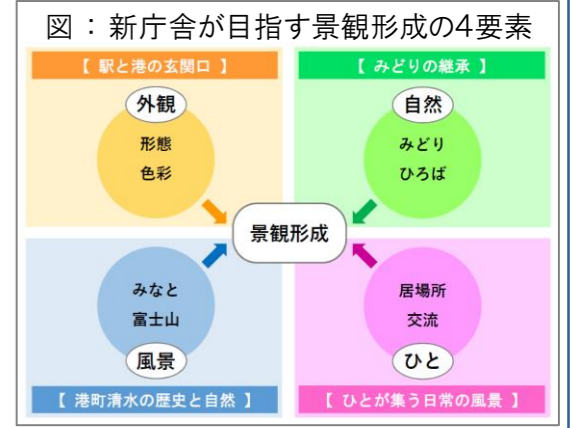 図 ： 新庁舎が目指す景観形成の4要素
【 駅と港の玄関口 】
外観
形態
色彩
【 みどりの継承 】
自然
みどり
ひろば
景観形成
みなと
富士山
風景
【 港町清水の歴史と自然 】
居場所
交流
ひと
【 ひとが集う日常の風景 】